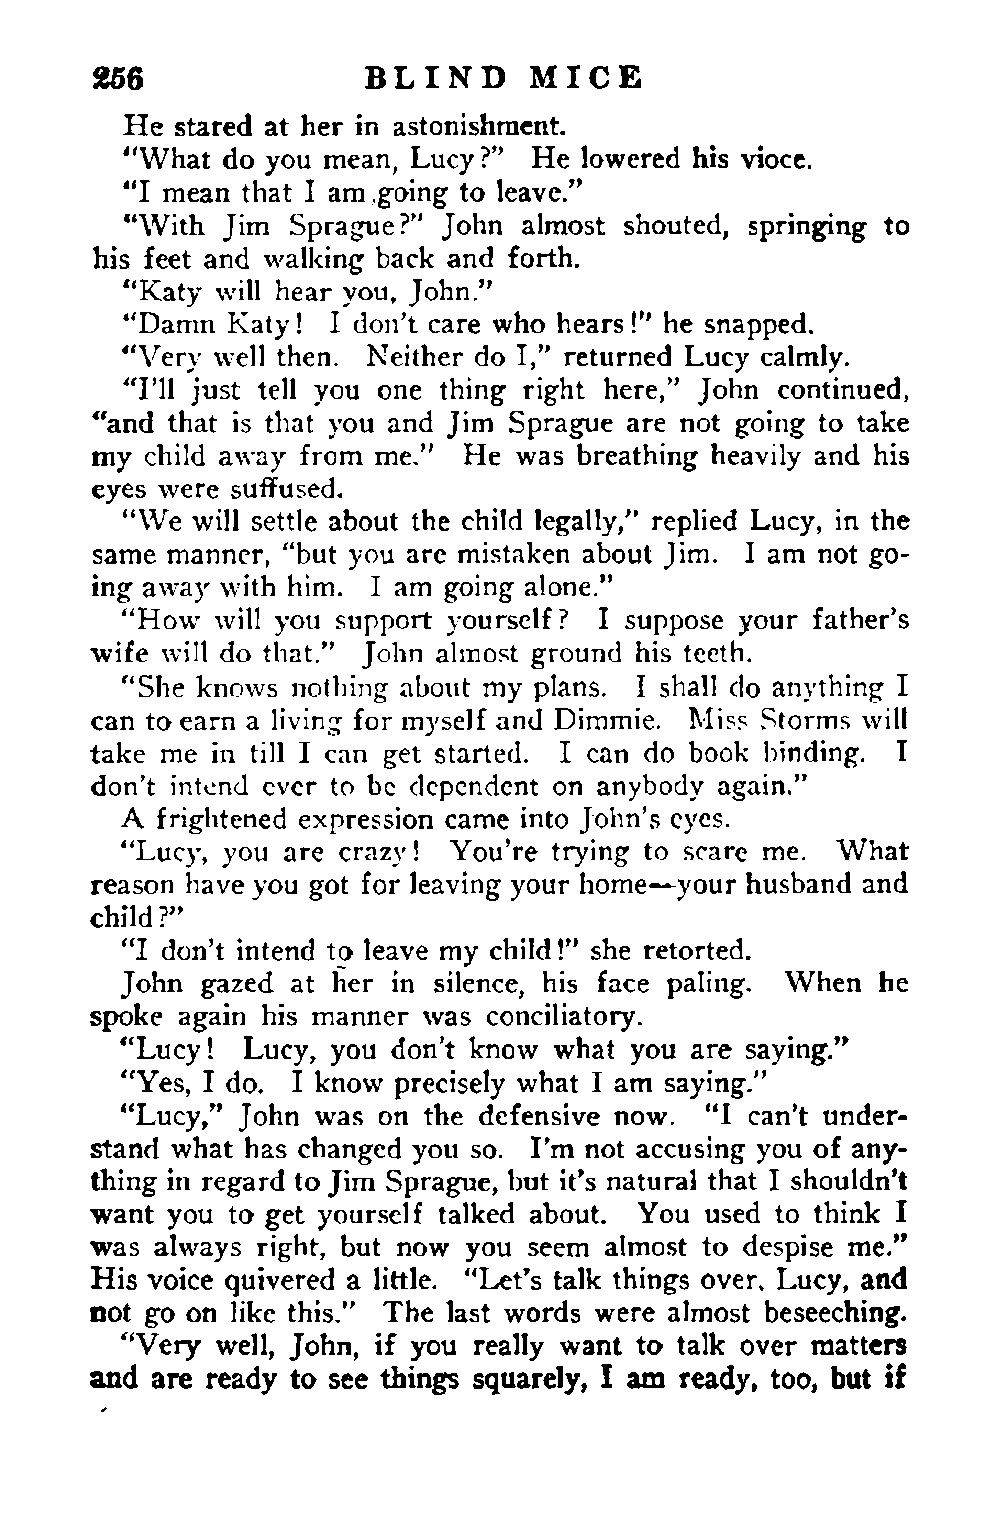 256 BLIND MICE
He stared at her in astonishment.
"What do you mean, Lucy?" He lowered his vioce.
"I mean that I am going to leave."
"With Jim Sprague?" John almost shouted, springing to
his feet and walking back and forth.
"Katy will hear you, John."
"Damn Katy! I don't care who hears!" he snapped.
"Very well then. Neither do I," returned Lucy calmly.
"I'll just tell you one thing right here," John continued,
"and that is that you and Jim Sprague are not going to take
my child away from me." He was breathing heavily and his
eyes were suffused.
"We will settle about the child legally," replied Lucy, in the
same manner, "but you are mistaken about Jim. I am not go-
ing away with him. I am going alone."
"How will you support yourself? I suppose your father's
wife will do that." John almost ground his teeth.
"She knows nothing about my plans. I shall do anything I
can to earn a living for myself and Dimmie. Miss Storms will
take me in till I can get started. I can do book binding. I
don't intend ever to be dependent on anybody again."
A frightened expression came into John's eyes.
"Lucy, you are crazy! You're trying to scare me. What
reason have you got for leaving your home—your husband and
child?"
"I don't intend to leave my child!" she retorted.
John gazed at her in silence, his face paling. When he
spoke again his manner was conciliatory.
"Lucy! Lucy, you don't know what you are saying."
"Yes, I do. I know precisely what I am saying."
"Lucy," John was on the defensive now. "I can't under-
stand what has changed you so. I'm not accusing you of any-
thing in regard to Jim Sprague, but it's natural that I shouldn't
want you to get yourself talked about. You used to think I
was always right, but now you seem almost to despise me."
His voice quivered a little. "Let's talk things over, Lucy, and
not go on like this." The last words were almost beseeching.
"Very well, John, if you really want to talk over matters
and are ready to see things squarely, I am ready, too, but if